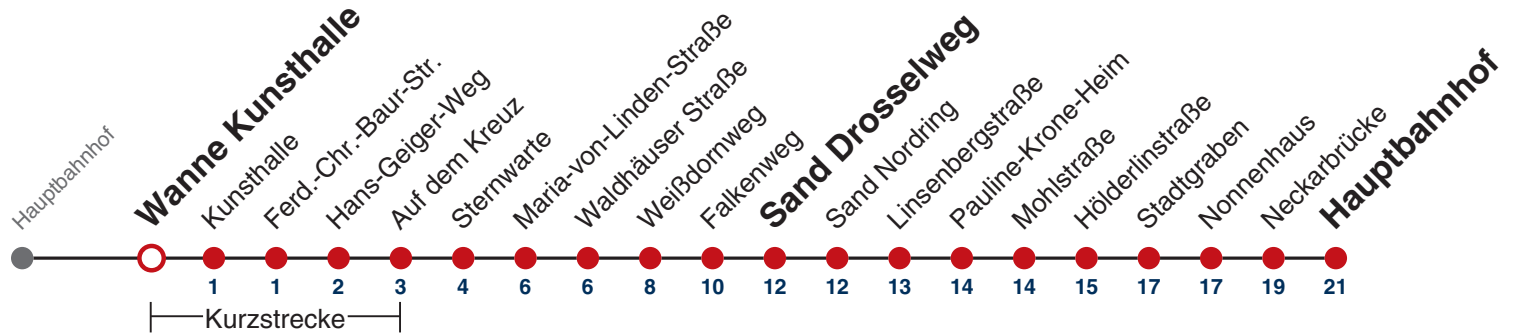 Hauptbahnhof
Wanne Kunsthalle
Kunsthalle
Ferd.-Chr.-Baur-Str.
Hans-Geiger-Weg
Auf dem Kreuz
Sternwarte
Maria-von-Linden-Straße
Waldhäuser Straße
Weißdornweg
Falkenweg
Sand Drosselweg
Sand Nordring
Linsenbergstraße
Pauline-Krone-Heim
Mohlstraße
Hölderlinstraße
Stadtgraben
Nonnenhaus
Neckarbrücke
Hauptbahnhof
1 1 2 3 4 6 6 8 10 12 12 13 14 14 15 17 17 19 21
Kurzstrecke